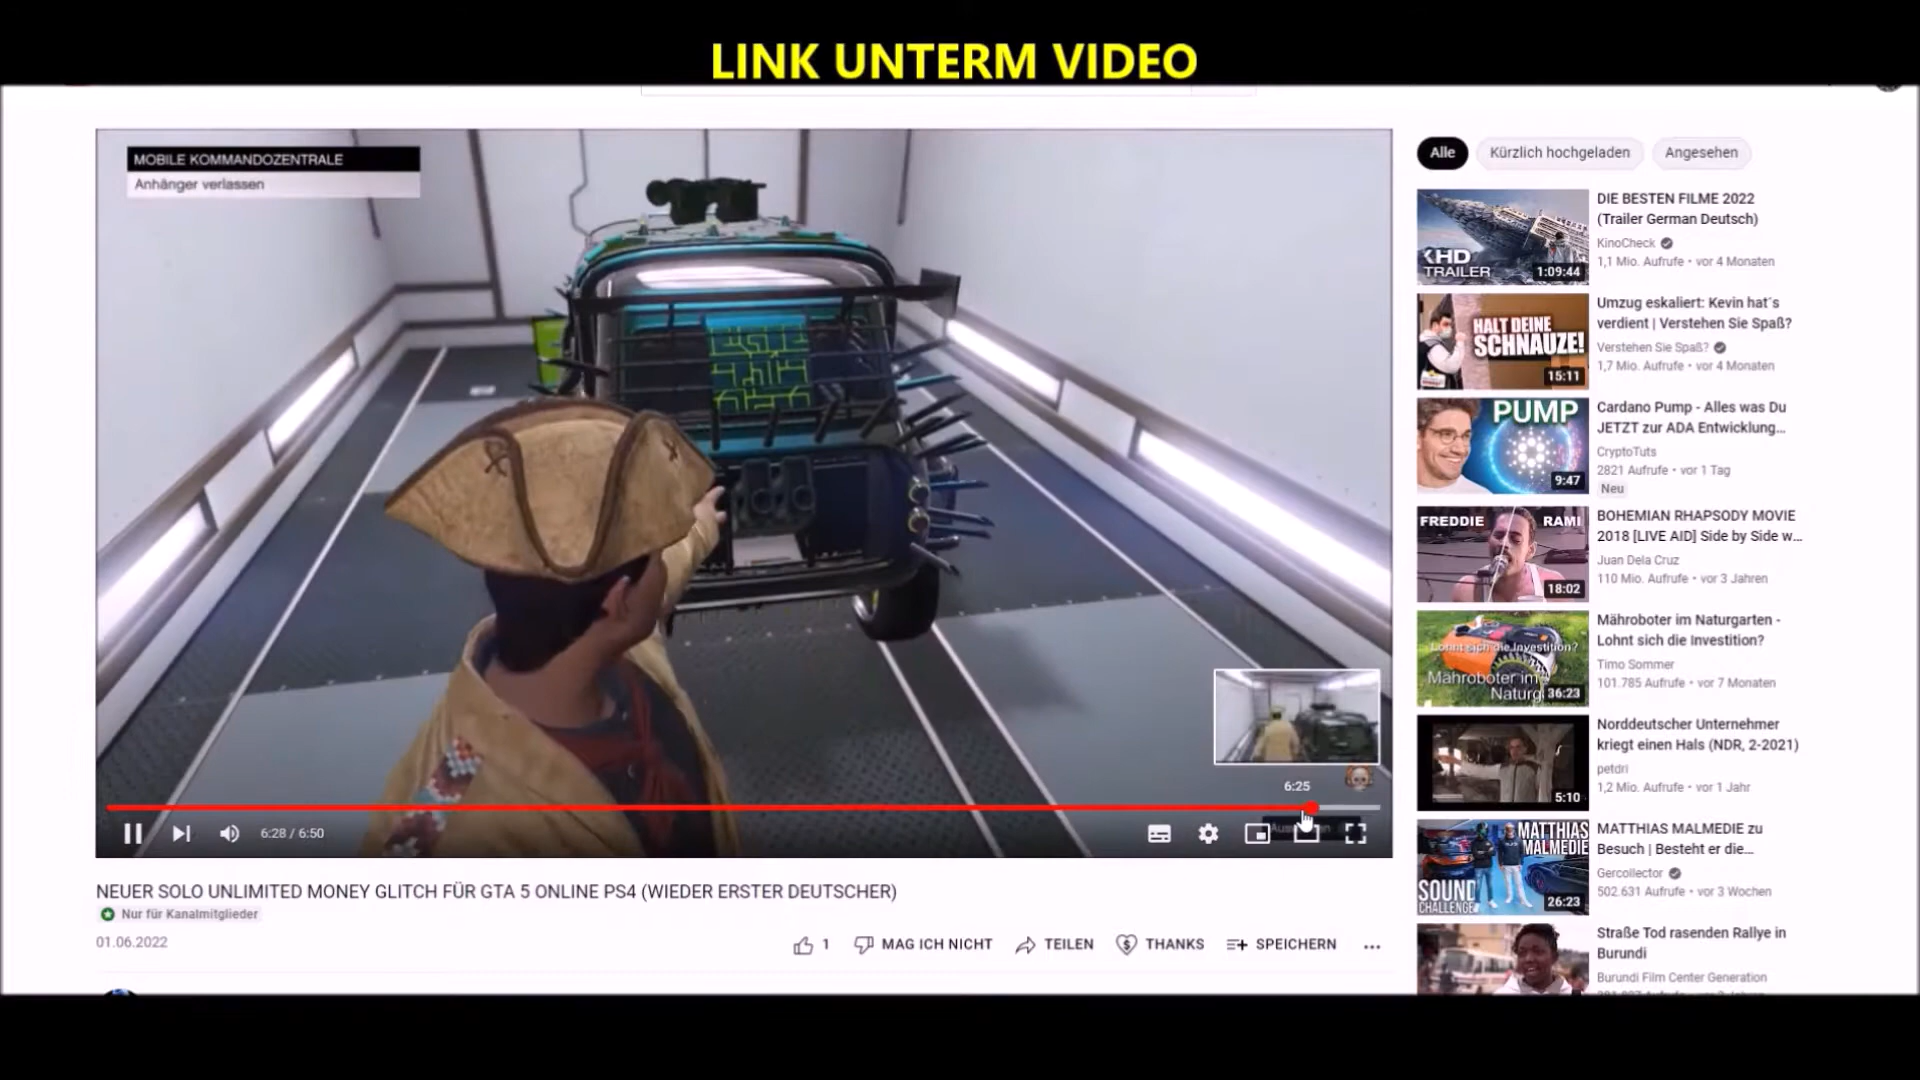 LINK UNTERM VIDEO
MOBILE KOMMANDOZENTRALE
Anhänger verlassen
6:25
6:28 / 6:50
NEUER SOLO UNLIMITED MONEY GLITCH FÜR GTA 5 ONLINE PS4 (WIEDER ERSTER DEUTSCHER)
Nur für Kanalmitglieder
01.06.2022
1
MAG ICH NICHT
TEILEN
THANKS
SPEICHERN
Alle
Kürzlich hochgeladen
Angesehen
HD
TRAILER
1:09:44
DIE BESTEN FILME 2022
(Trailer German Deutsch)
KinoCheck
1,1 Mio. Aufrufe • vor 4 Monaten
HALT DEINE
SCHNAUZE!
15:11
Umzug eskaliert: Kevin hat´s
verdient | Verstehen Sie Spaß?
Verstehen Sie Spaß?
1,7 Mio. Aufrufe • vor 4 Monaten
PUMP
9:47
Cardano Pump - Alles was Du
JETZT zur ADA Entwicklung...
CryptoTuts
2821 Aufrufe • vor 1 Tag
Neu
FREDDIE
RAMI
18:02
BOHEMIAN RHAPSODY MOVIE
2018 [LIVE AID] Side by Side w...
Juan Dela Cruz
110 Mio. Aufrufe • vor 3 Jahren
Lohnt sich die Investition?
Mähroboter im
Naturg
36:23
Mähroboter im Naturgarten -
Lohnt sich die Investition?
Timo Sommer
101.785 Aufrufe • vor 7 Monaten
5:10
Norddeutscher Unternehmer
kriegt einen Hals (NDR, 2-2021)
petdri
1,2 Mio. Aufrufe • vor 1 Jahr
MATTHIAS
MALMEDIE
SOUND
CHALLENGE
26:23
MATTHIAS MALMEDIE zu
Besuch | Besteht er die...
Gercollector
502.631 Aufrufe • vor 3 Wochen
Straße Tod rasenden Rallye in
Burundi
Burundi Film Center Generation